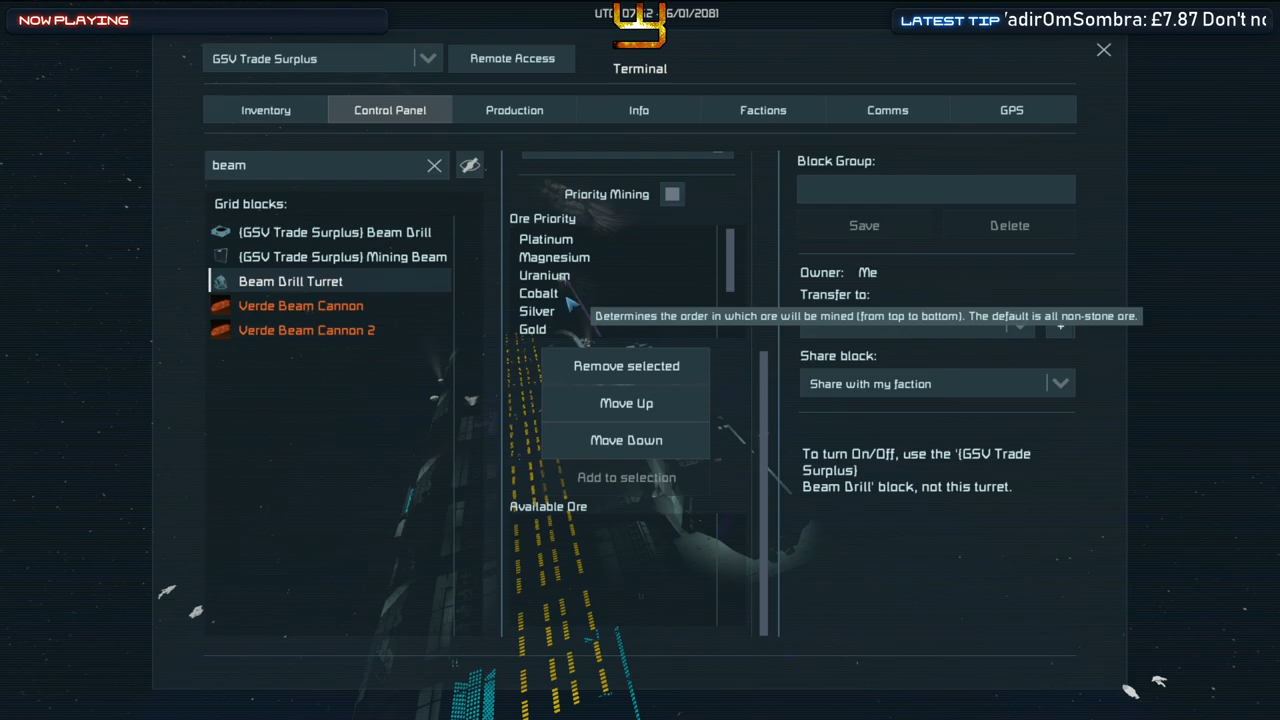 NOW PLAYING
LATEST TIP
adirOmSombra: £7.87 Don't no
GSV Trade Surplus
Remote Access
Terminal
Inventory
Control Panel
Production
Info
Factions
Comms
GPS
beam
Grid blocks:
{GSV Trade Surplus} Beam Drill
{GSV Trade Surplus} Mining Beam
Beam Drill Turret
Verde Beam Cannon
Verde Beam Cannon 2
Priority Mining
Ore Priority
Platinum
Magnesium
Uranium
Cobalt
Silver
Gold
Determines the order in which ore will be mined (from top to bottom). The default is all non-stone ore.
Remove selected
Move Up
Move Down
Add to selection
Available Ore
Block Group:
Save
Delete
Owner: Me
Transfer to:
Share block:
Share with my faction
To turn On/Off, use the '{GSV Trade
Surplus}
Beam Drill' block, not this turret.